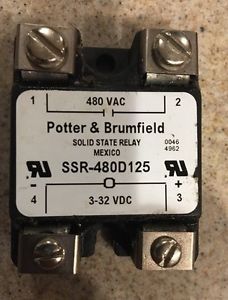 480 VAC
1 2
Potter & Brumfield
SOLID STATE RELAY
MEXICO
0046
4962
SSR-480D125
- +
4 3-32 VDC 3